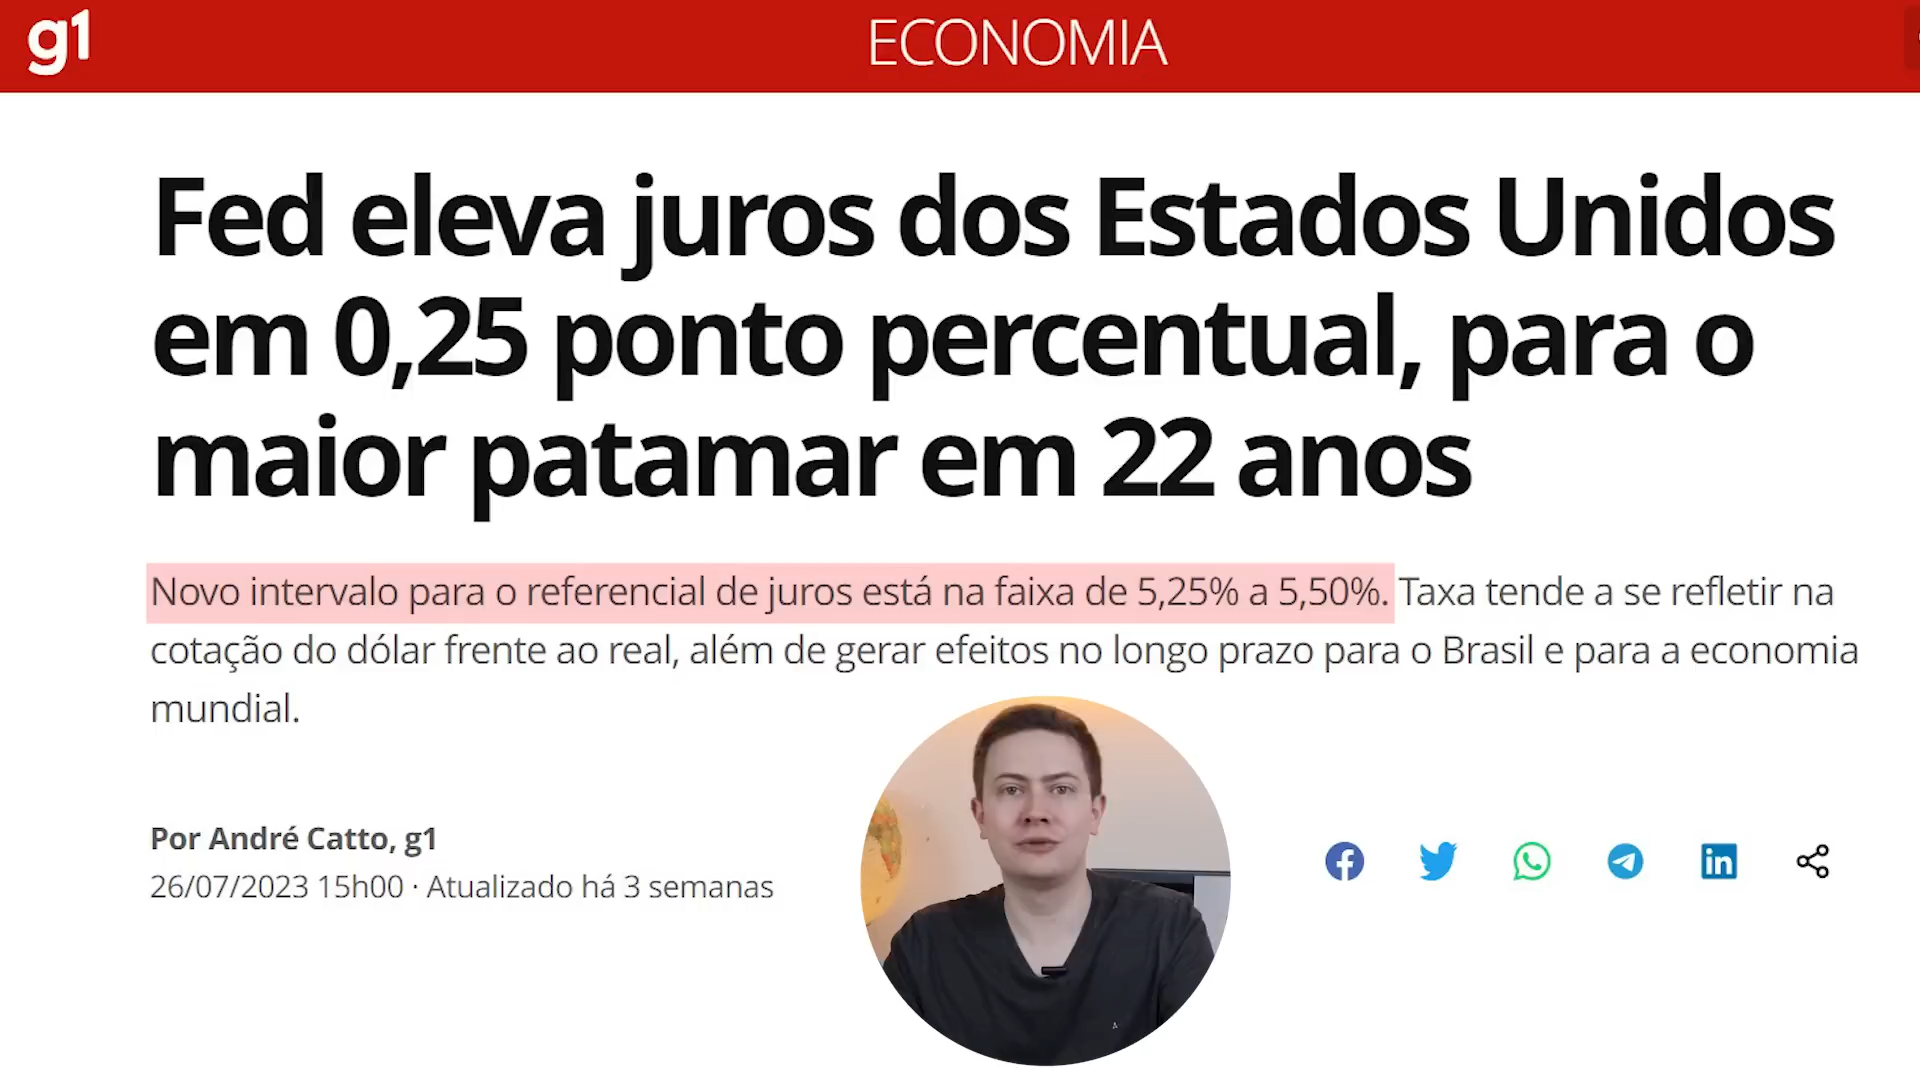 g1
ECONOMIA
Fed eleva juros dos Estados Unidos
em 0,25 ponto percentual, para o
maior patamar em 22 anos
Novo intervalo para o referencial de juros está na faixa de 5,25% a 5,50%. Taxa tende a se refletir na
cotação do dólar frente ao real, além de gerar efeitos no longo prazo para o Brasil e para a economia
mundial.
Por André Catto, g1
26/07/2023 15h00 · Atualizado há 3 semanas